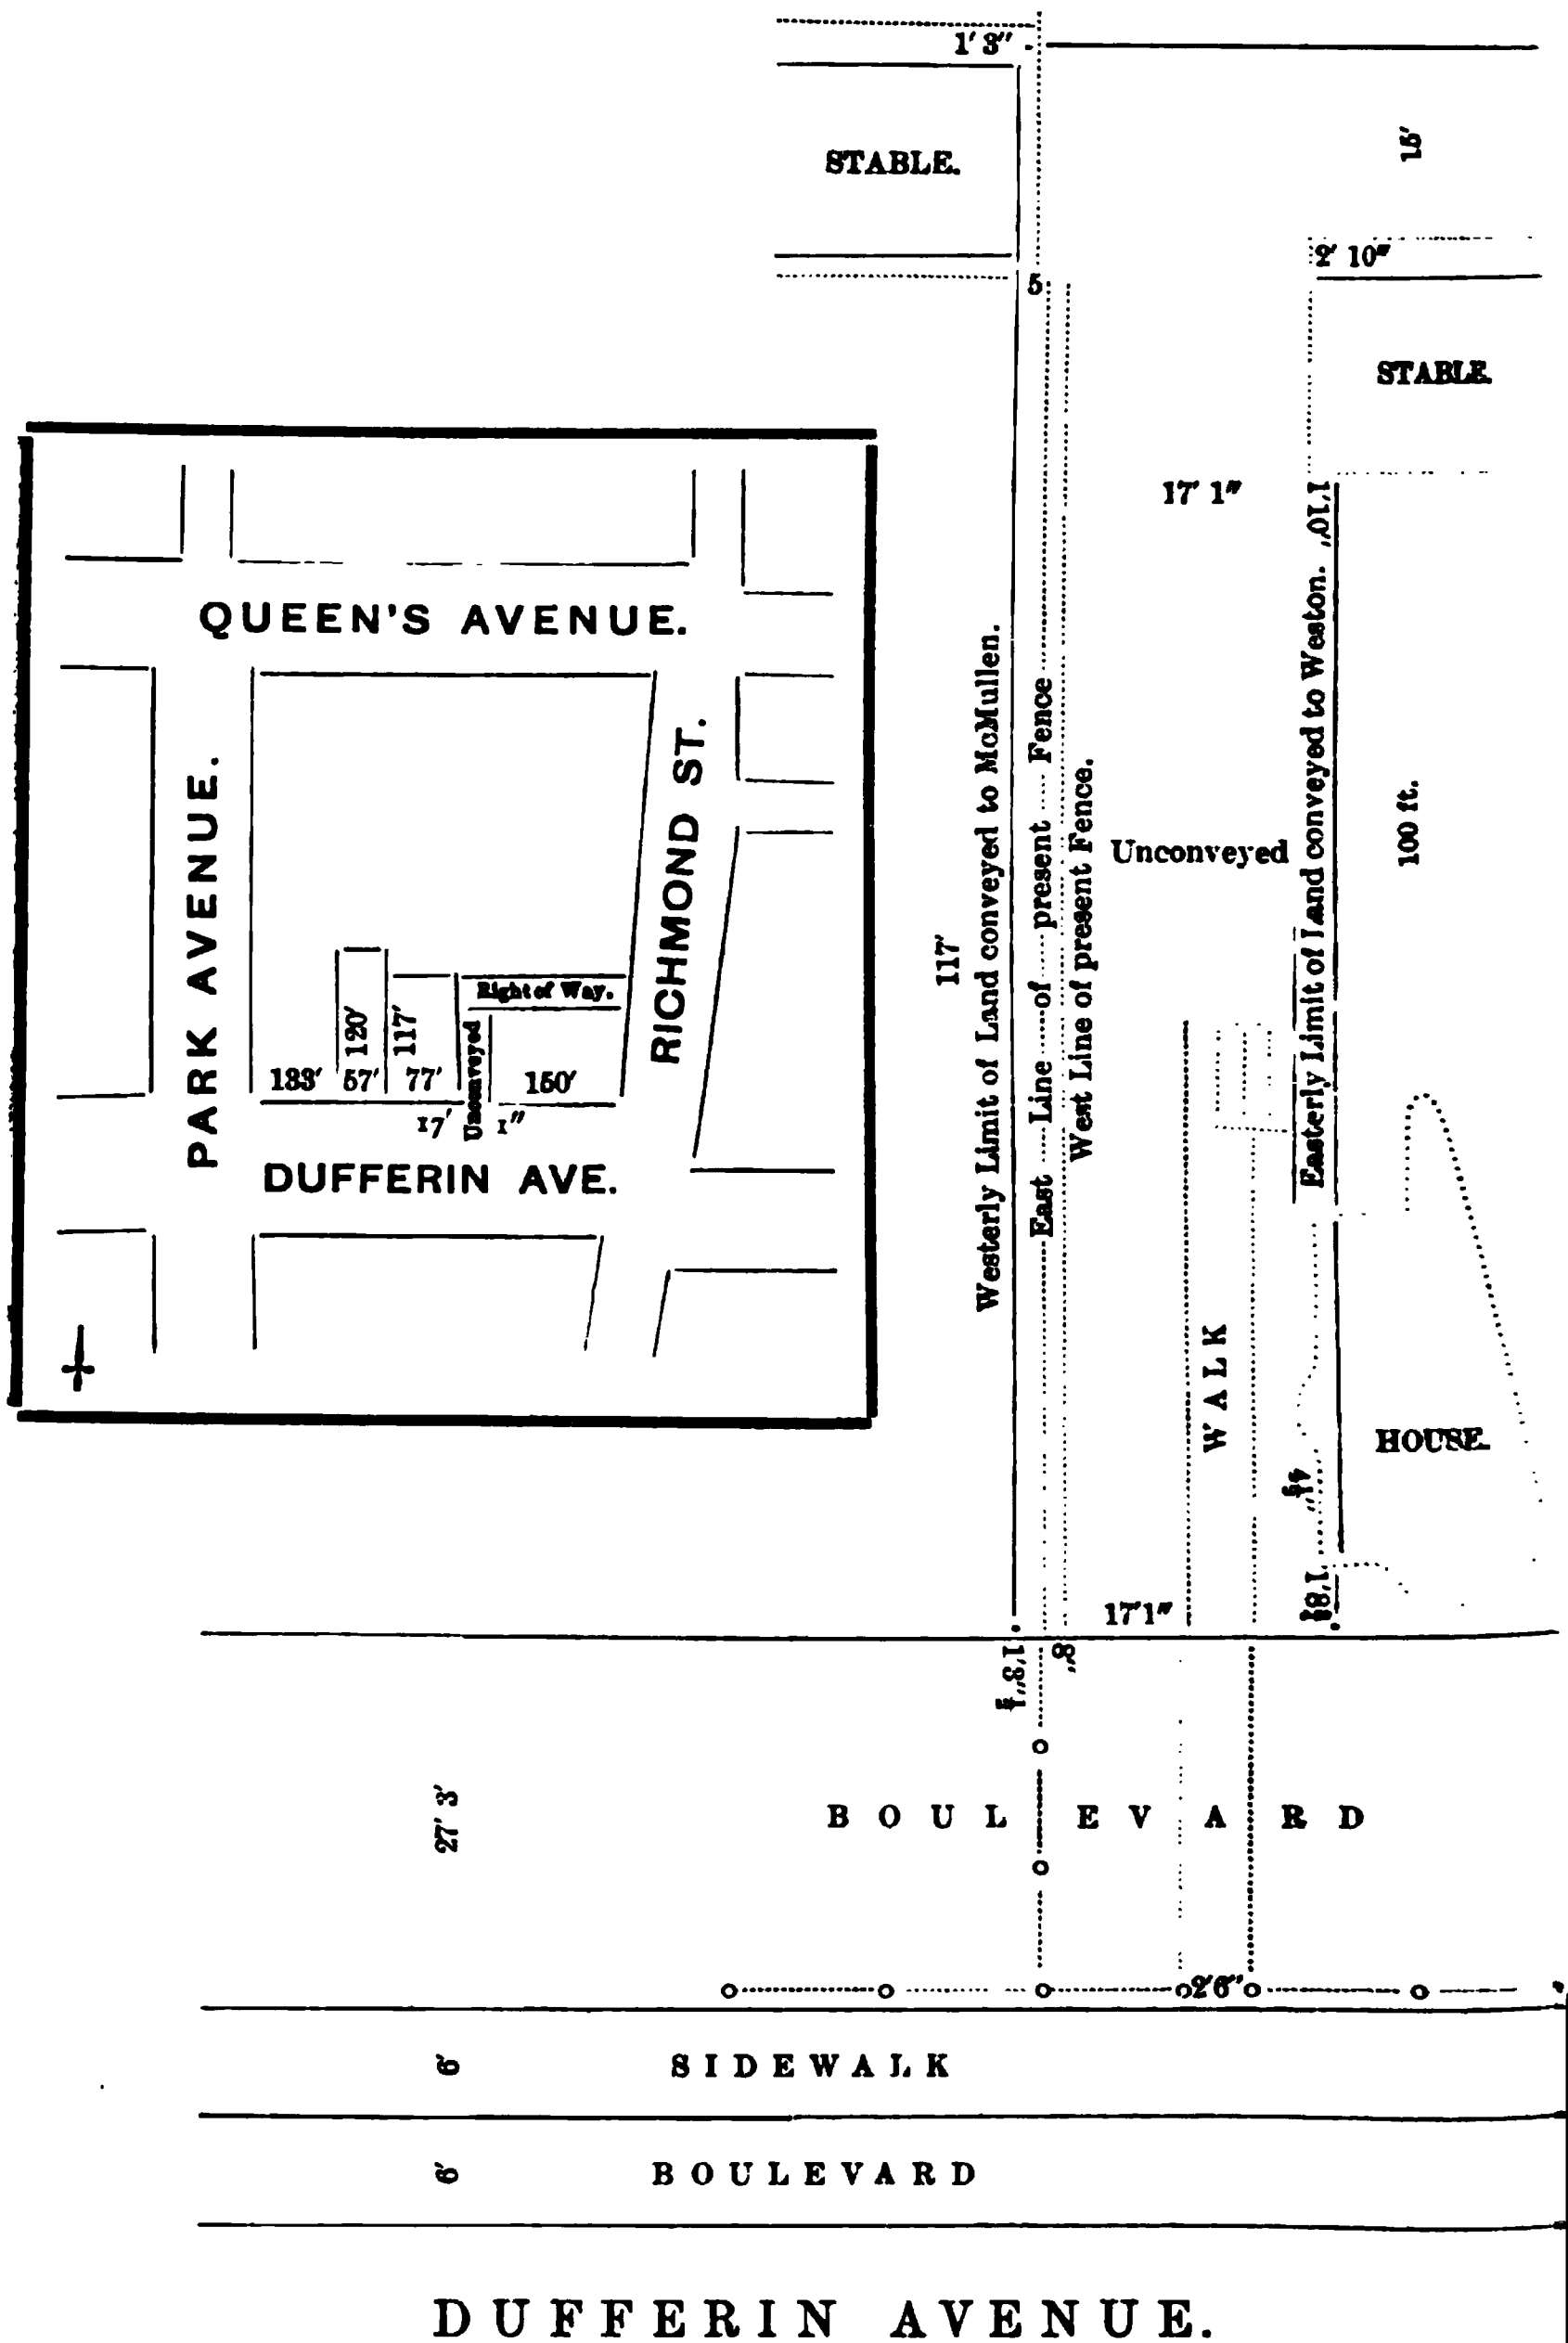 1' 3"
STABLE.
15'
2' 10"
5
STABLE.
17' 1"
1'10"
QUEEN'S AVENUE.
PARK AVENUE.
RICHMOND ST.
Right of Way.
120'
117'
Unconveyed
183'
57'
77'
150'
17'
1"
DUFFERIN AVE.
117'
Westerly Limit of Land conveyed to McMullen.
East Line of present Fence
West Line of present Fence.
Unconveyed
Easterly Limit of Land conveyed to Weston.
100 ft.
WALK
HOUSE.
17'1"
8"
27' 3'
BOULEVARD
2'6"
6'
SIDEWALK
6'
BOULEVARD
DUFFERIN AVENUE.